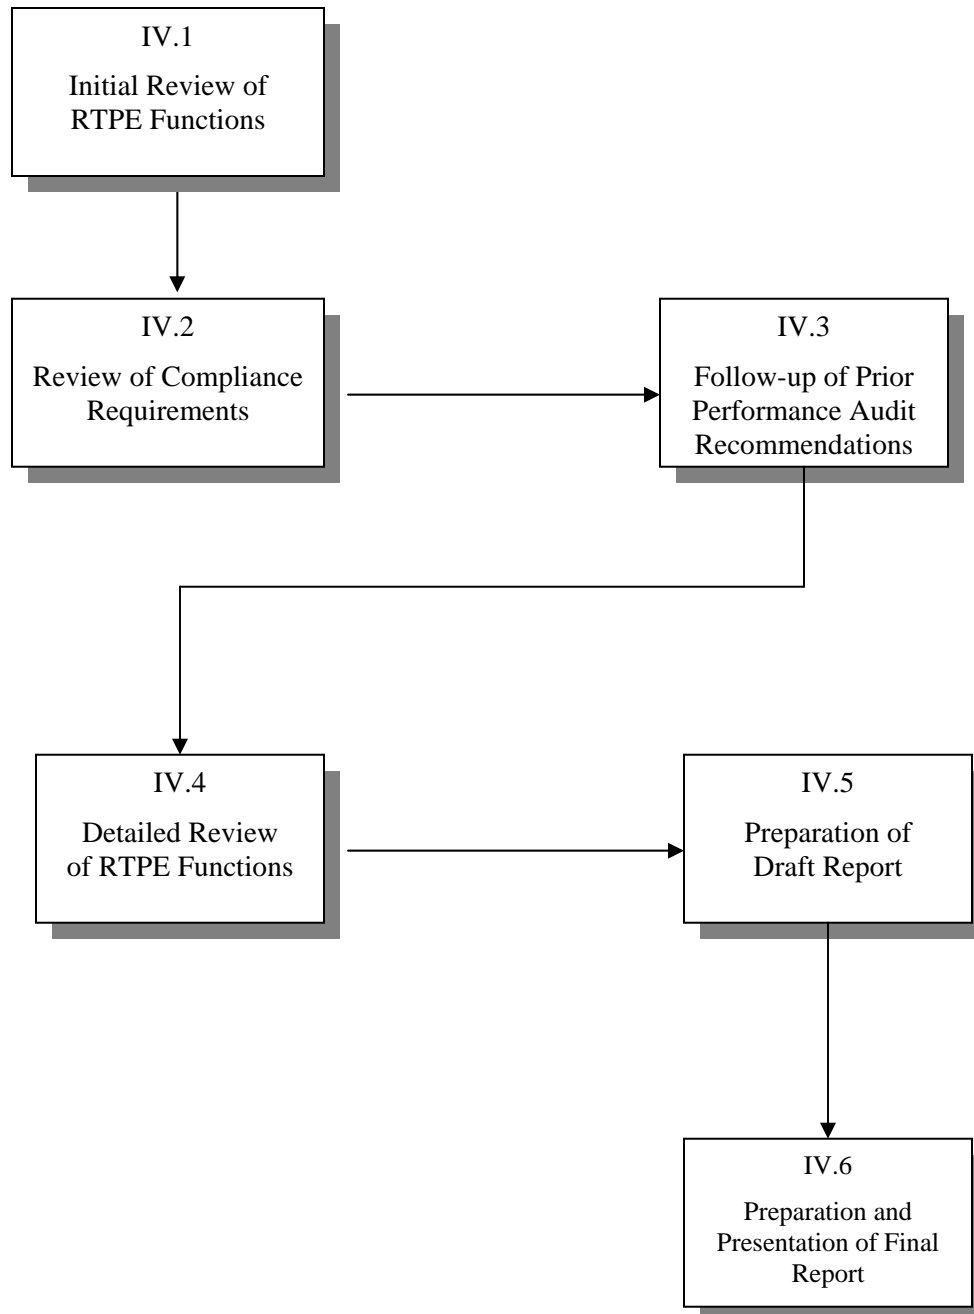 IV.1
Initial Review of
RTPE Functions
IV.2
Review of Compliance
Requirements
IV.3
Follow-up of Prior
Performance Audit
Recommendations
IV.4
Detailed Review
of RTPE Functions
IV.5
Preparation of
Draft Report
IV.6
Preparation and
Presentation of Final
Report